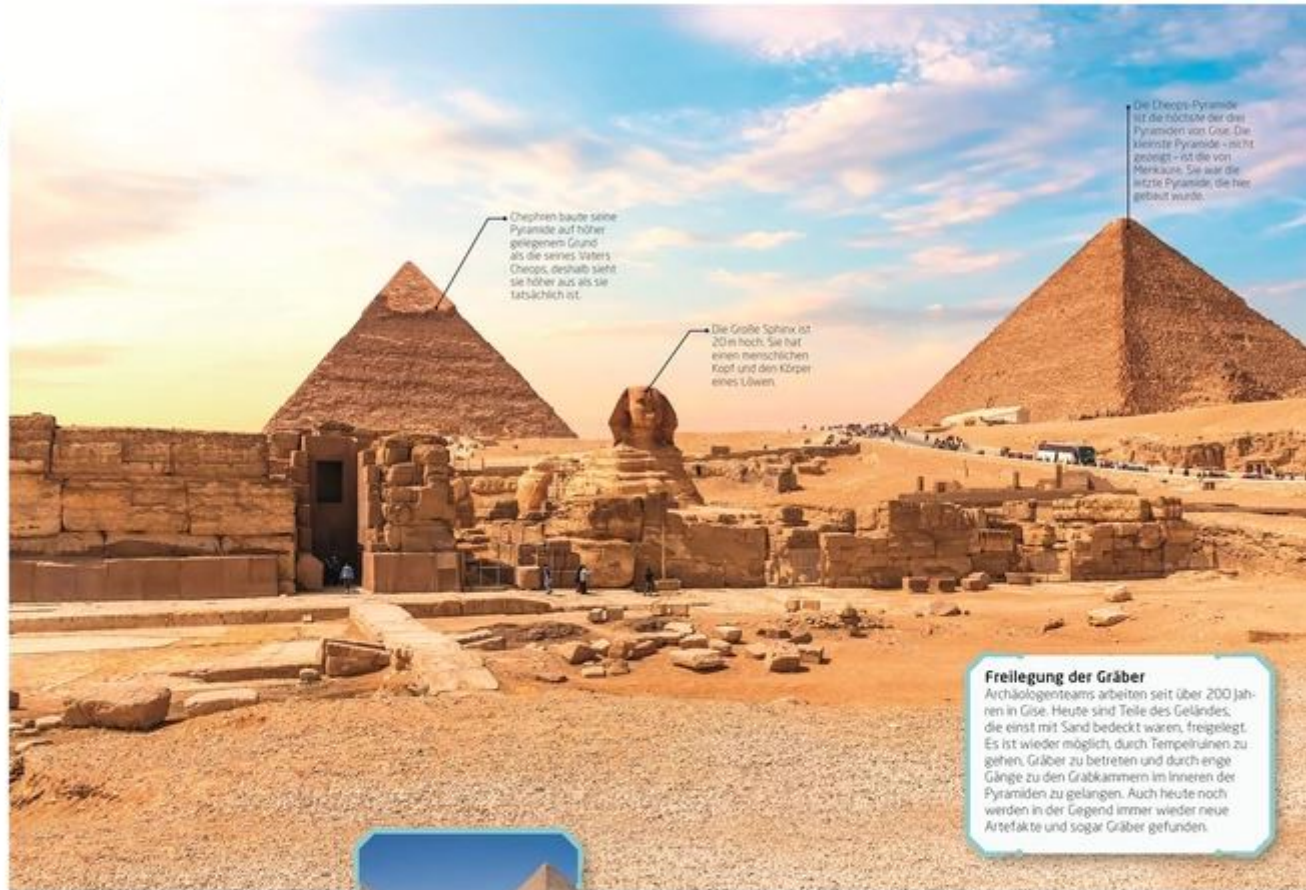 Chephren baute seine
Pyramide auf höher
gelegenem Grund
als die seines Vaters
Cheops, deshalb sieht
sie höher aus als sie
tatsächlich ist.
Die Große Sphinx ist
20 m hoch. Sie hat
einen menschlichen
Kopf und den Körper
eines Löwen.
Die Cheops-Pyramide
ist die höchste der drei
Pyramiden von Gise. Die
kleinste Pyramide – nicht
gezeigt – ist die von
Menkaure. Sie war die
letzte Pyramide, die hier
gebaut wurde.
Freilegung der Gräber
Archäologenteams arbeiten seit über 200 Jah-
ren in Gise. Heute sind Teile des Geländes,
die einst mit Sand bedeckt waren, freigelegt.
Es ist wieder möglich, durch Tempelruinen zu
gehen, Gräber zu betreten und durch enge
Gänge zu den Grabkammern im Inneren der
Pyramiden zu gelangen. Auch heute noch
werden in der Gegend immer wieder neue
Artefakte und sogar Gräber gefunden.